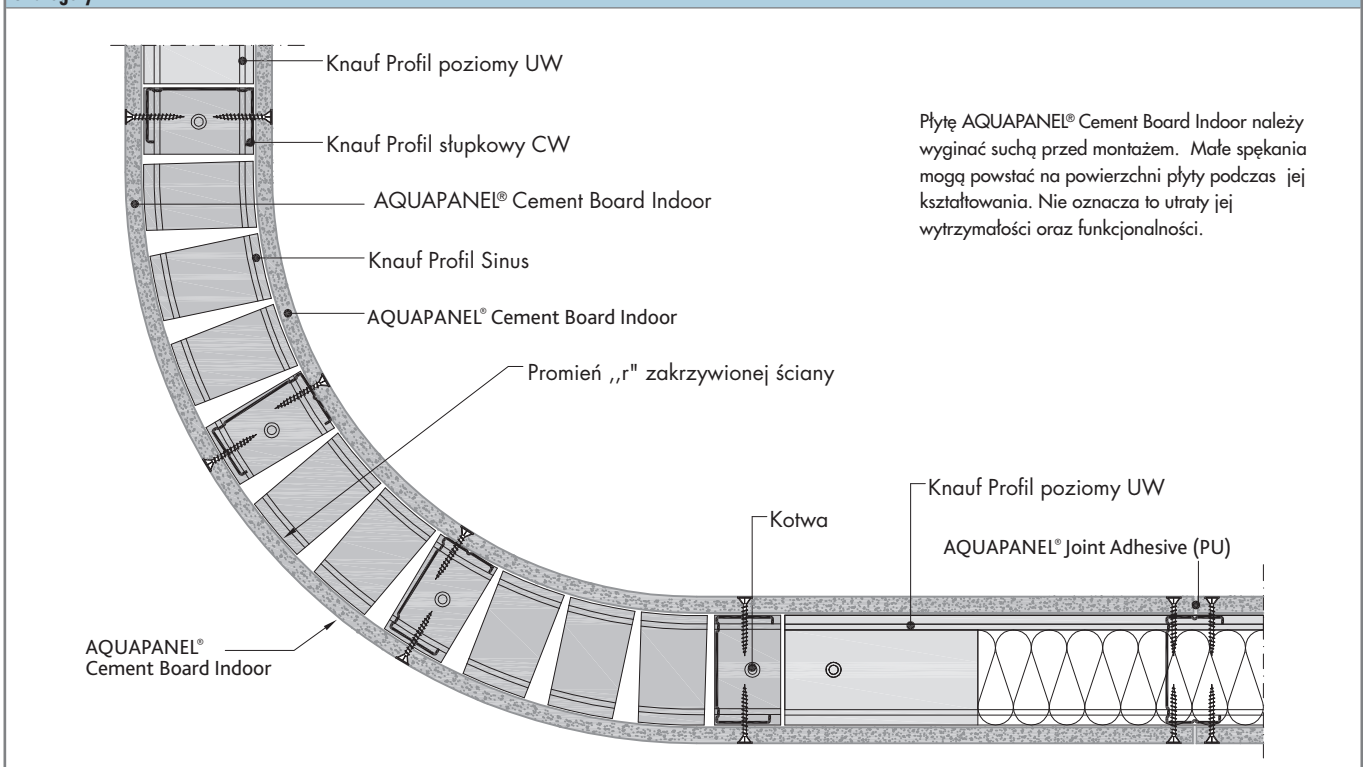 Knauf Profil poziomy UW
Knauf Profil słupkowy CW
AQUAPANEL® Cement Board Indoor
Knauf Profil Sinus
AQUAPANEL® Cement Board Indoor
Promień ,,r" zakrzywionej ściany
Płytę AQUAPANEL® Cement Board Indoor należy
wyginać suchą przed montażem. Małe spękania
mogą powstać na powierzchni płyty podczas jej
kształtowania. Nie oznacza to utraty jej
wytrzymałości oraz funkcjonalności.
Knauf Profil poziomy UW
Kotwa
AQUAPANEL® Joint Adhesive (PU)
AQUAPANEL®
Cement Board Indoor